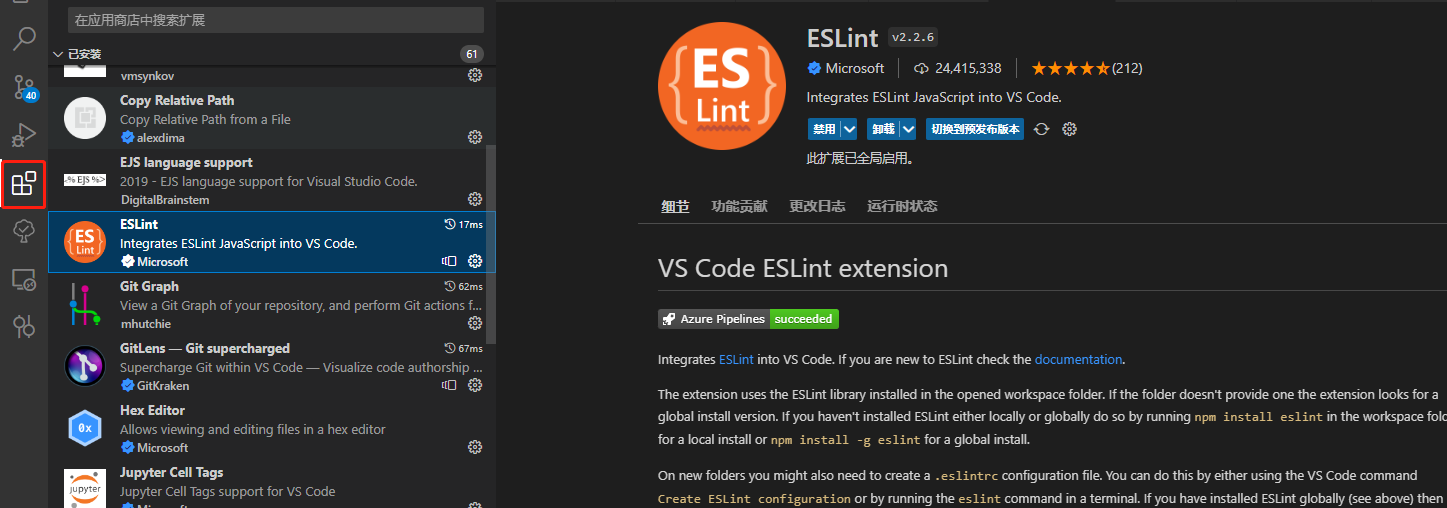 在应用商店中搜索扩展
已安装
61
40
vmsynkov
Copy Relative Path
Copy Relative Path from a File
alexdima
<% EJS %>
EJS language support
2019 - EJS language support for Visual Studio Code.
DigitalBrainstem
ES
Lint
ESLint
17ms
Integrates ESLint JavaScript into VS Code.
Microsoft
Git Graph
62ms
View a Git Graph of your repository, and perform Git actions f...
mhutchie
GitLens — Git supercharged
67ms
Supercharge Git within VS Code — Visualize code authorship ...
GitKraken
0x
Hex Editor
Allows viewing and editing files in a hex editor
Microsoft
jupyter
Jupyter Cell Tags
Jupyter Cell Tags support for VS Code
Microsoft
{ES}
Lint
ESLint
v2.2.6
Microsoft
24,415,338
(212)
Integrates ESLint JavaScript into VS Code.
禁用
卸载
切换到预发布版本
此扩展已全局启用。
细节
功能贡献
更改日志
运行时状态
VS Code ESLint extension
Azure Pipelines succeeded
Integrates ESLint into VS Code. If you are new to ESLint check the documentation.
The extension uses the ESLint library installed in the opened workspace folder. If the folder doesn't provide one the extension looks for a
global install version. If you haven't installed ESLint either locally or globally do so by running npm install eslint in the workspace fold
for a local install or npm install -g eslint for a global install.
On new folders you might also need to create a .eslintrc configuration file. You can do this by either using the VS Code command
Create ESLint configuration or by running the eslint command in a terminal. If you have installed ESLint globally (see above) then